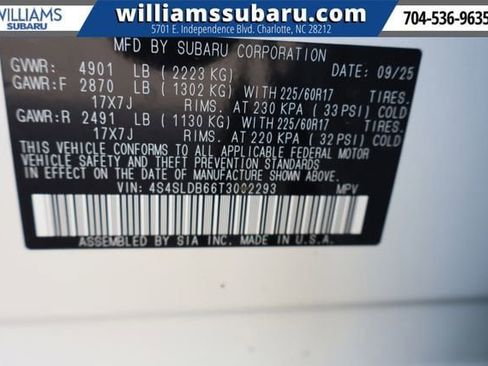 WILLIAMS
SUBARU
williamssubaru.com
5701 E. Independence Blvd, Charlotte, NC 28212
704-536-9635
MFD BY SUBARU CORPORATION
GVWR: 4901 LB (2223 KG) DATE: 09/25
GAWR:F 2870 LB (1302 KG) WITH 225/60R17 TIRES.
17X7J RIMS. AT 230 KPA (33 PSI) COLD
GAWR:R 2491 LB (1130 KG) WITH 225/60R17 TIRES.
17X7J RIMS. AT 220 KPA (32 PSI) COLD
THIS VEHICLE CONFORMS TO ALL APPLICABLE FEDERAL MOTOR
VEHICLE SAFETY AND THEFT PREVENTION STANDARDS
IN EFFECT ON THE DATE OF MANUFACTURE SHOWN ABOVE.
VIN: 4S4SLDB66T3002293 MPV
ASSEMBLED BY SIA INC. MADE IN U.S.A.